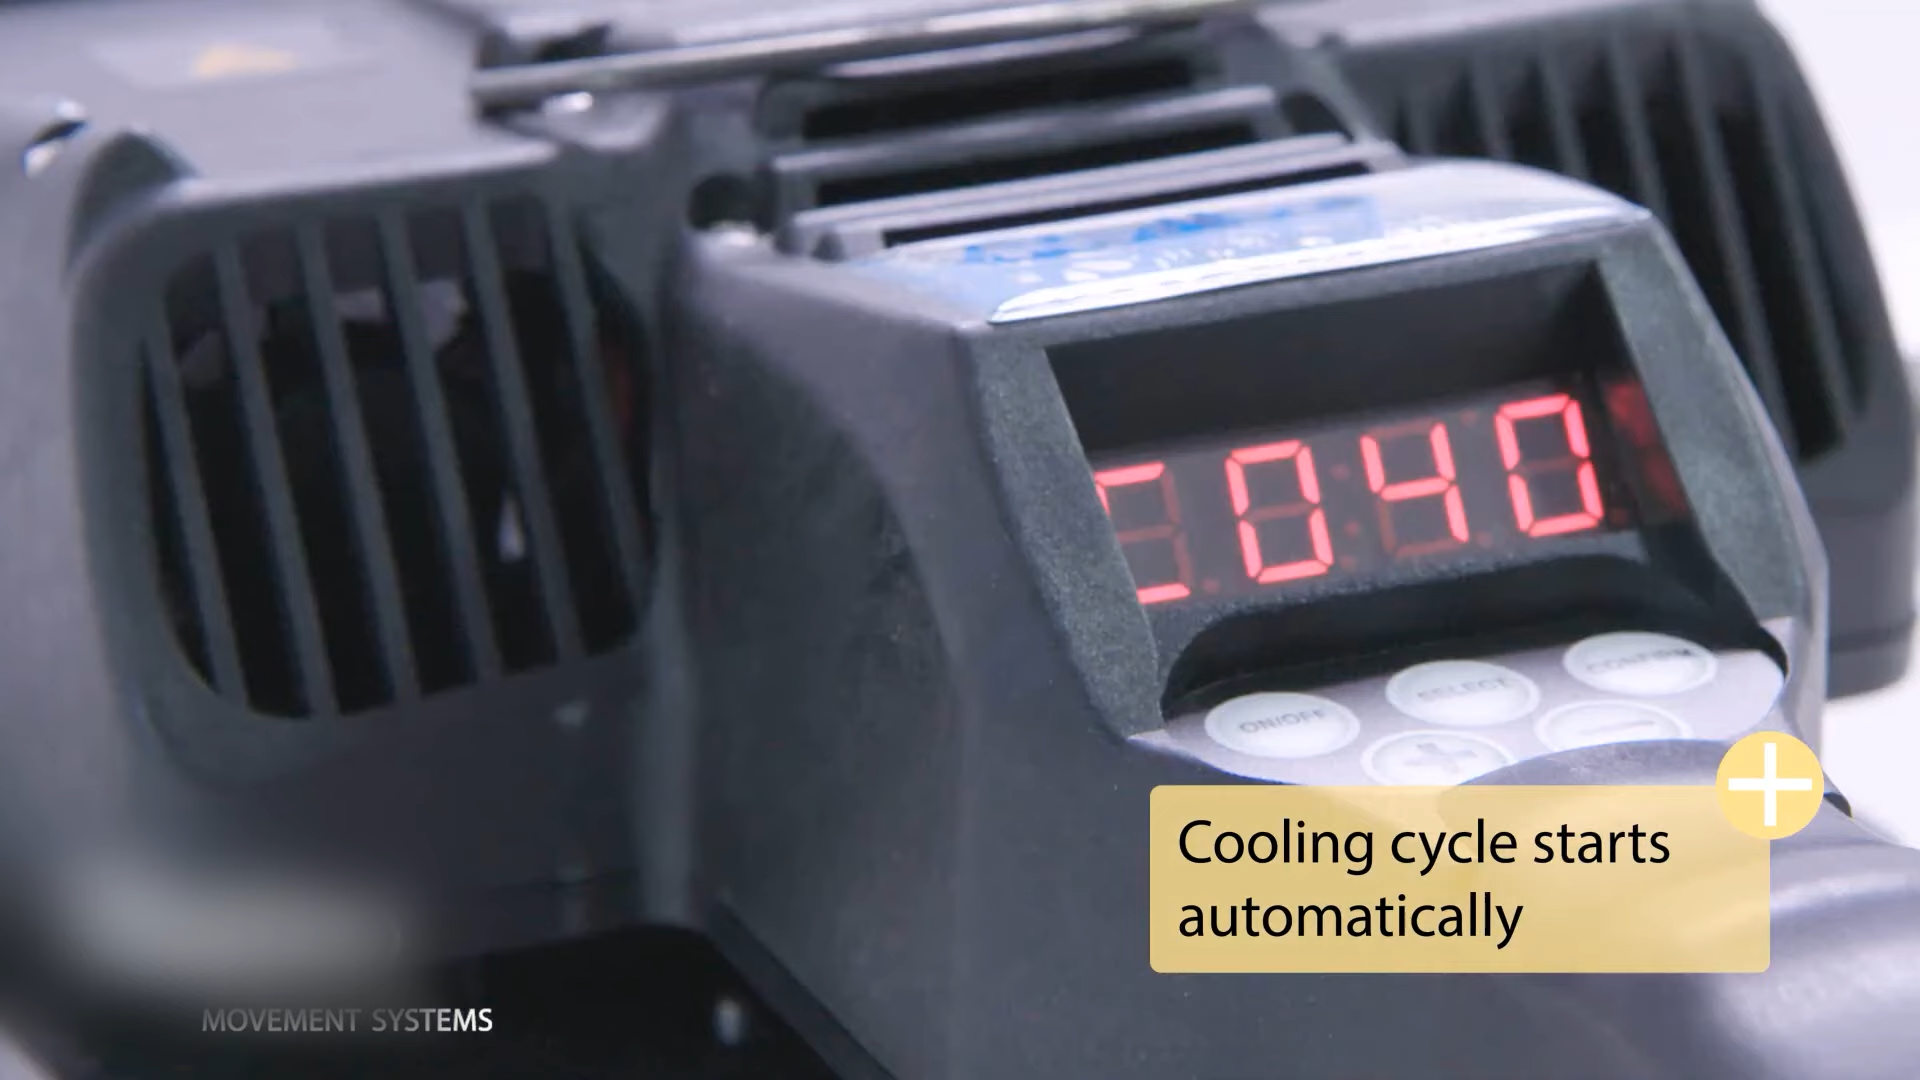 C040
ON/OFF
SELECT
CONFIRM
Cooling cycle starts
automatically
MOVEMENT SYSTEMS